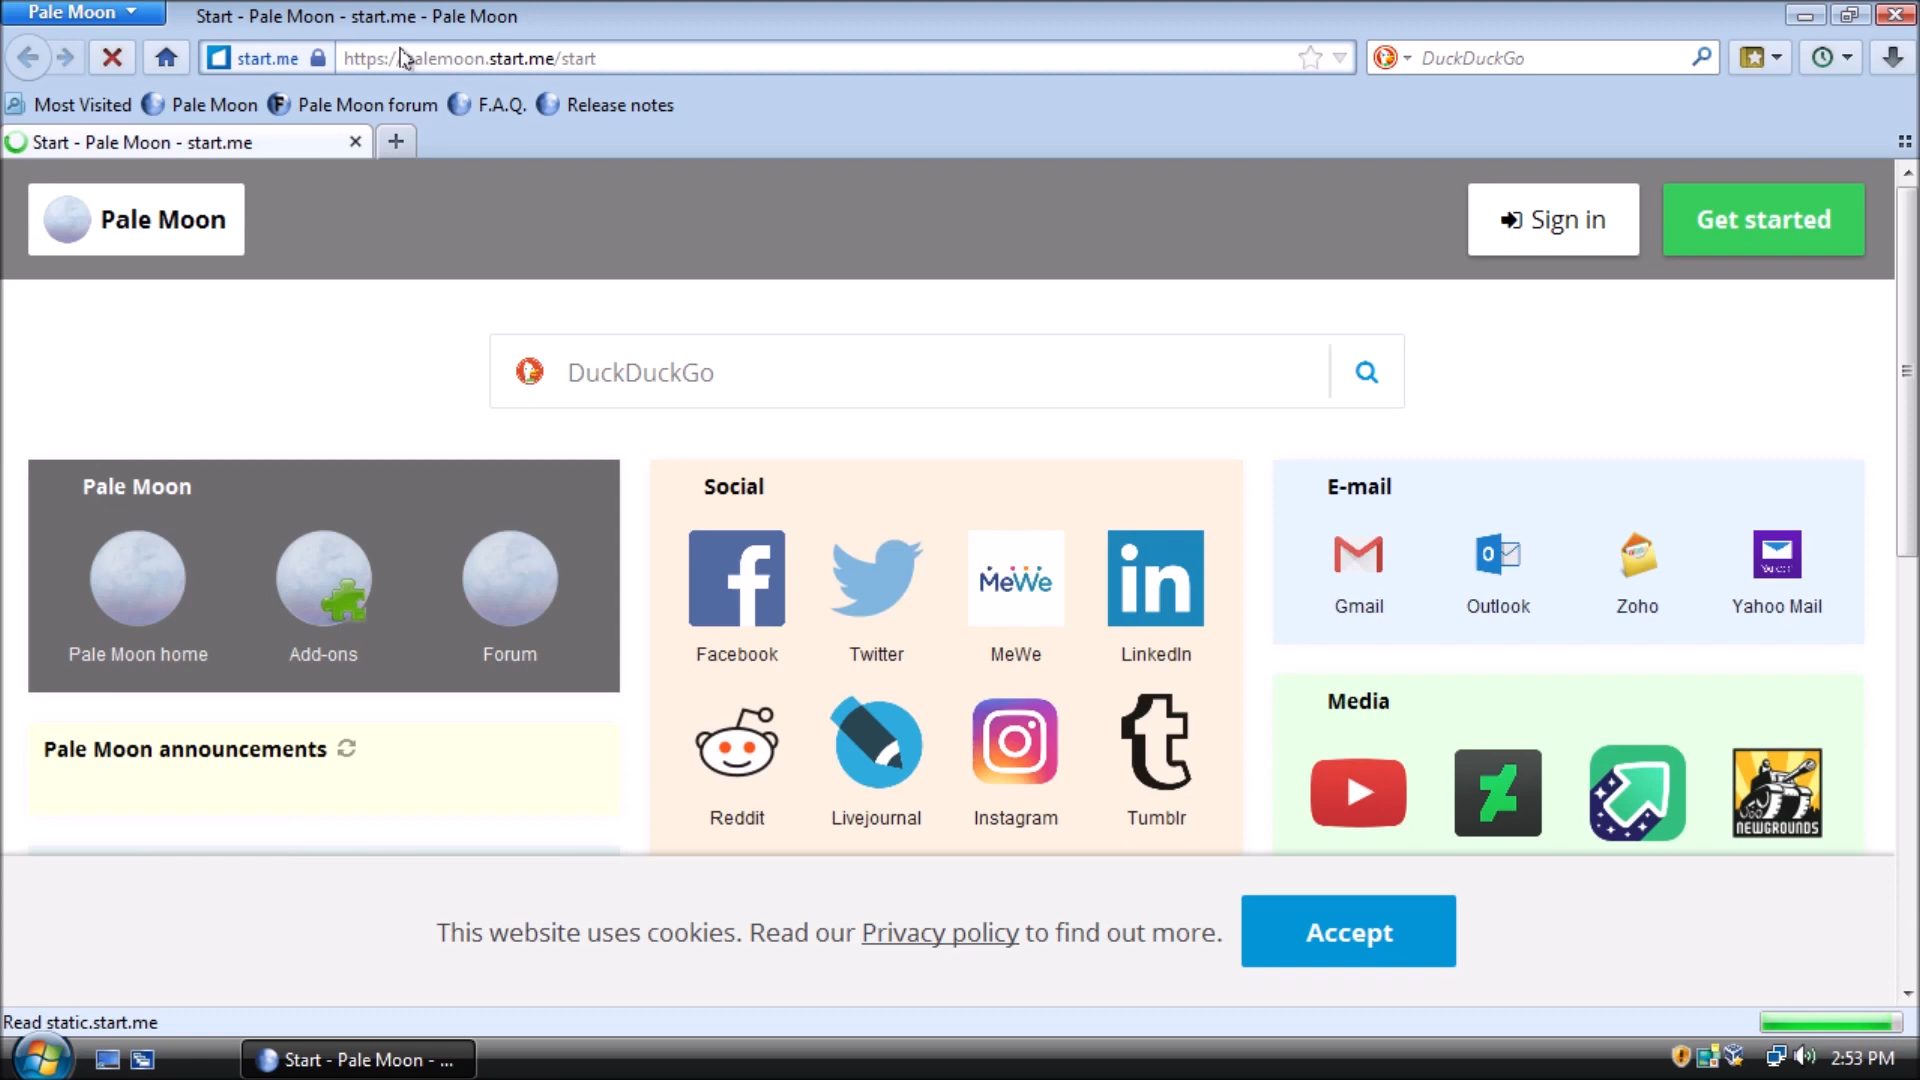 Pale Moon
Start - Pale Moon - start.me - Pale Moon
start.me
https://palemoon.start.me/start
DuckDuckGo
Most Visited
Pale Moon
Pale Moon forum
F.A.Q.
Release notes
Start - Pale Moon - start.me
Pale Moon
Sign in
Get started
DuckDuckGo
Pale Moon
Pale Moon home
Add-ons
Forum
Pale Moon announcements
Social
Facebook
Twitter
MeWe
MeWe
LinkedIn
Reddit
Livejournal
Instagram
Tumblr
E-mail
Gmail
Outlook
Zoho
Yahoo Mail
Media
NEWGROUNDS
This website uses cookies. Read our Privacy policy to find out more.
Accept
Read static.start.me
Start - Pale Moon - ...
2:53 PM